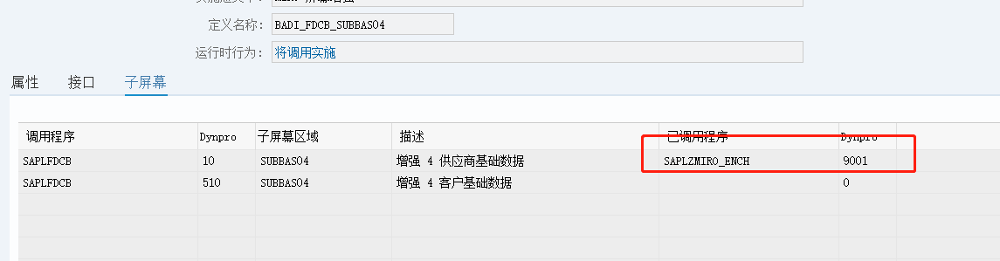 定义名称: BADI_FDCB_SUBBAS04
运行时行为: 将调用实施
属性 接口 子屏幕
调用程序 Dynpro 子屏幕区域 描述 已调用程序 Dynpro
SAPLFDCB 10 SUBBAS04 增强 4 供应商基础数据 SAPLZMIRO_ENCH 9001
SAPLFDCB 510 SUBBAS04 增强 4 客户基础数据 0